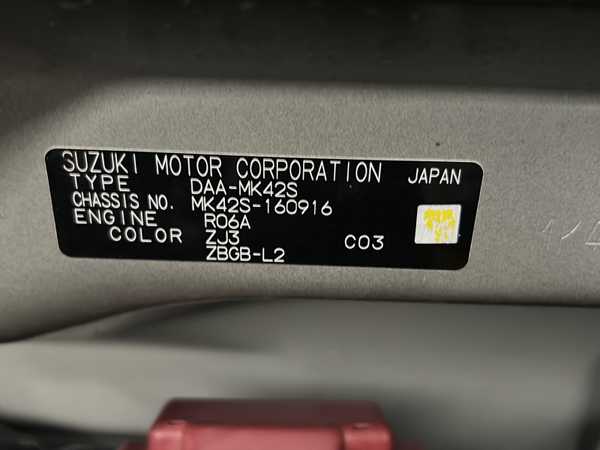 SUZUKI MOTOR CORPORATION JAPAN
TYPE DAA-MK42S
CHASSIS NO. MK42S-160916
ENGINE R06A
COLOR ZJ3 C03
ZBGB-L2